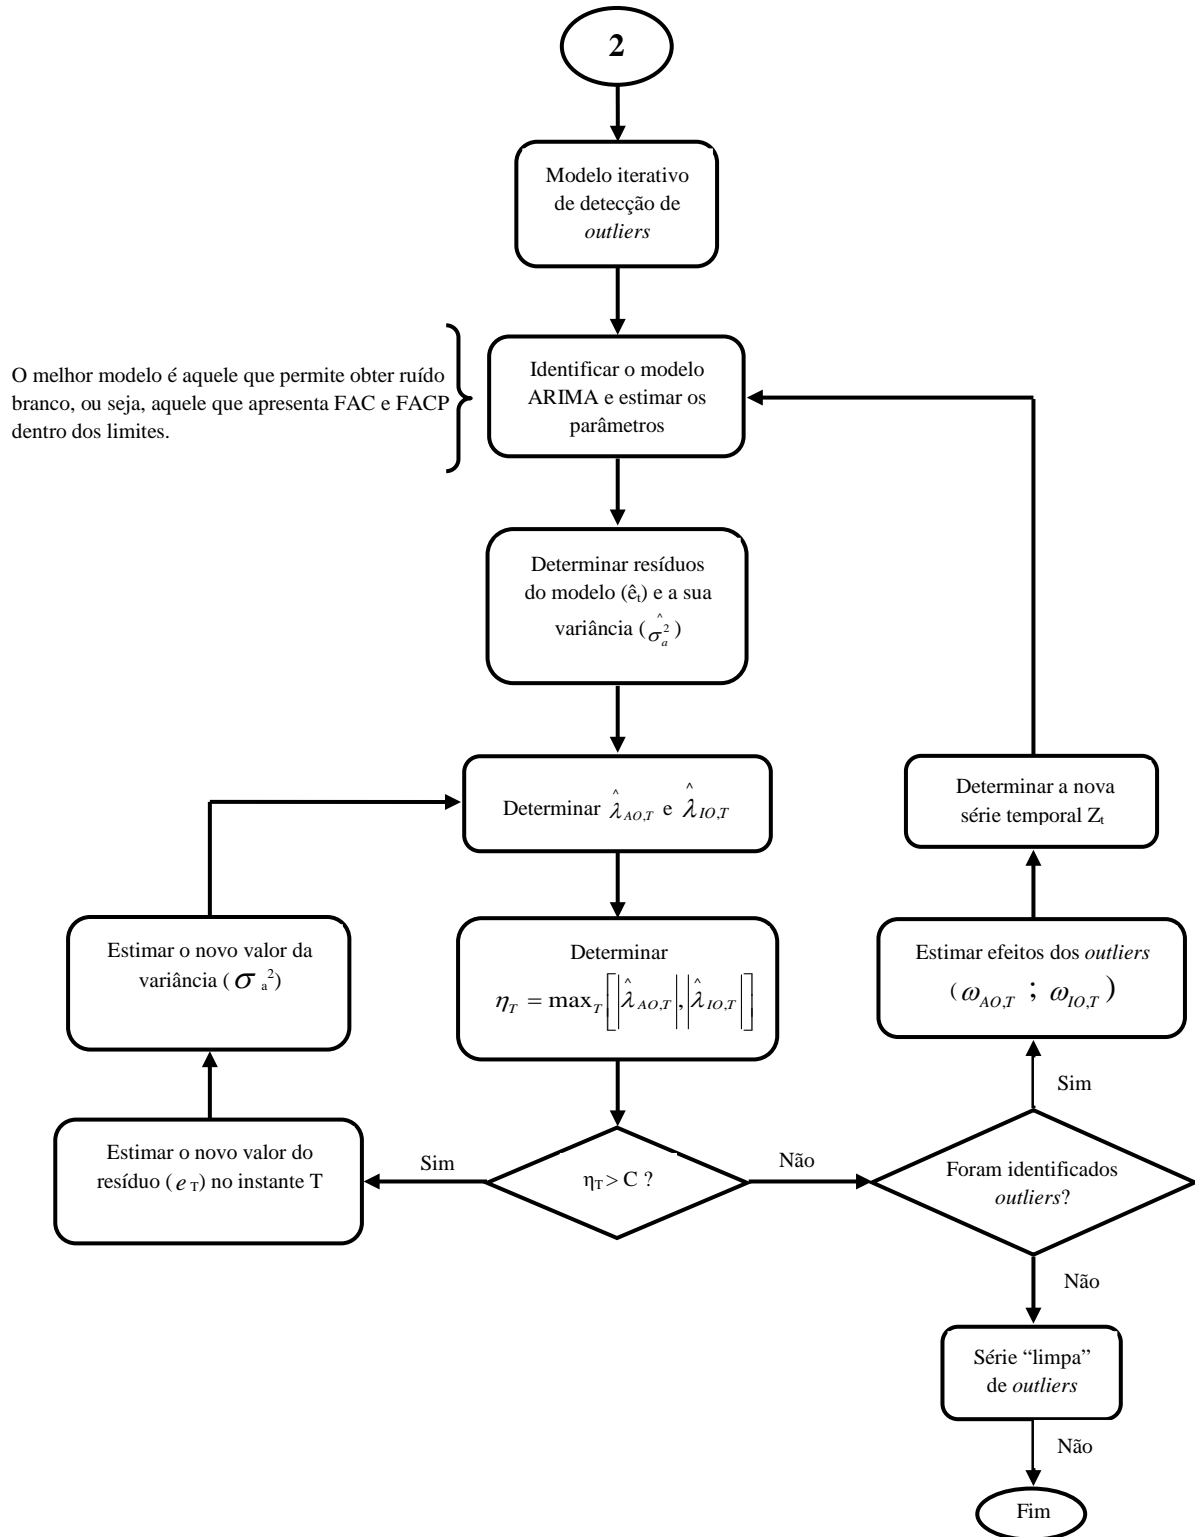 2
Modelo iterativo
de detecção de
outliers
O melhor modelo é aquele que permite obter ruído
branco, ou seja, aquele que apresenta FAC e FACP
dentro dos limites.
Identificar o modelo
ARIMA e estimar os
parâmetros
Determinar resíduos
do modelo (êₜ) e a sua
variância ( σ̂ₐ² )
Determinar λ̂_AO,T e λ̂_IO,T
Determinar a nova
série temporal Zₜ
Estimar o novo valor da
variância ( σ ₐ²)
Determinar
η_T = max_T[|λ̂_AO,T|,|λ̂_IO,T|]
Estimar efeitos dos outliers
( ω_AO,T ; ω_IO,T )
Sim
Estimar o novo valor do
resíduo ( e_T) no instante T
Sim
η_T > C ?
Não
Foram identificados
outliers?
Não
Série “limpa”
de outliers
Não
Fim